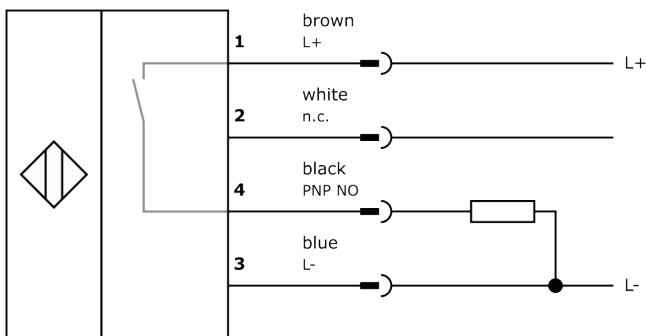 brown
1 L+ L+
white
2 n.c.
black
4 PNP NO
blue
3 L- L-